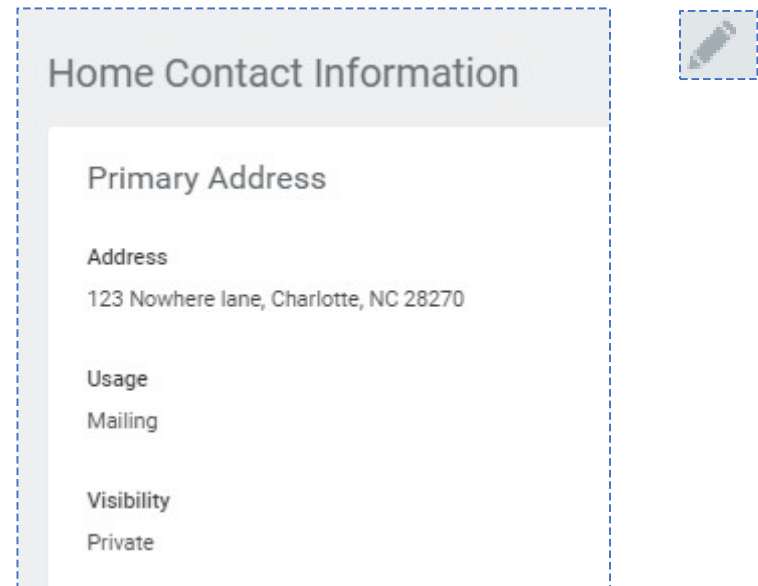 Home Contact Information
Primary Address
Address
123 Nowhere lane, Charlotte, NC 28270
Usage
Mailing
Visibility
Private